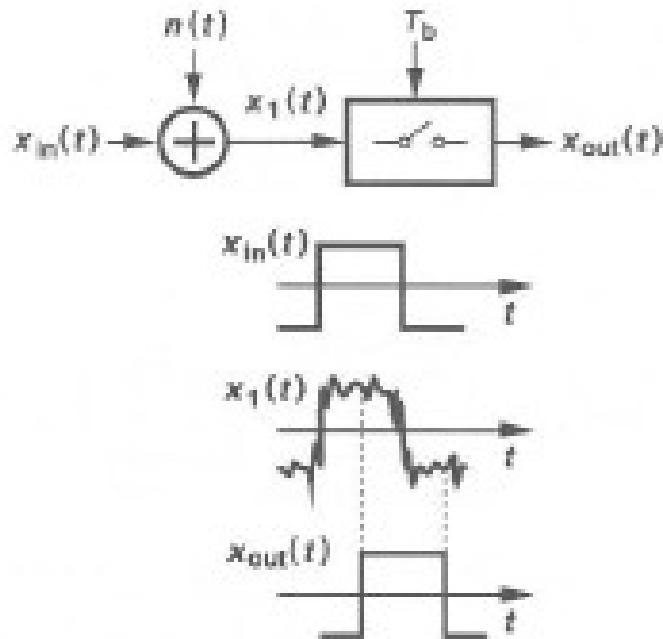 n(t) T_b
x_in(t) x_1(t) x_out(t)
x_in(t)
t
x_1(t)
t
x_out(t)
t